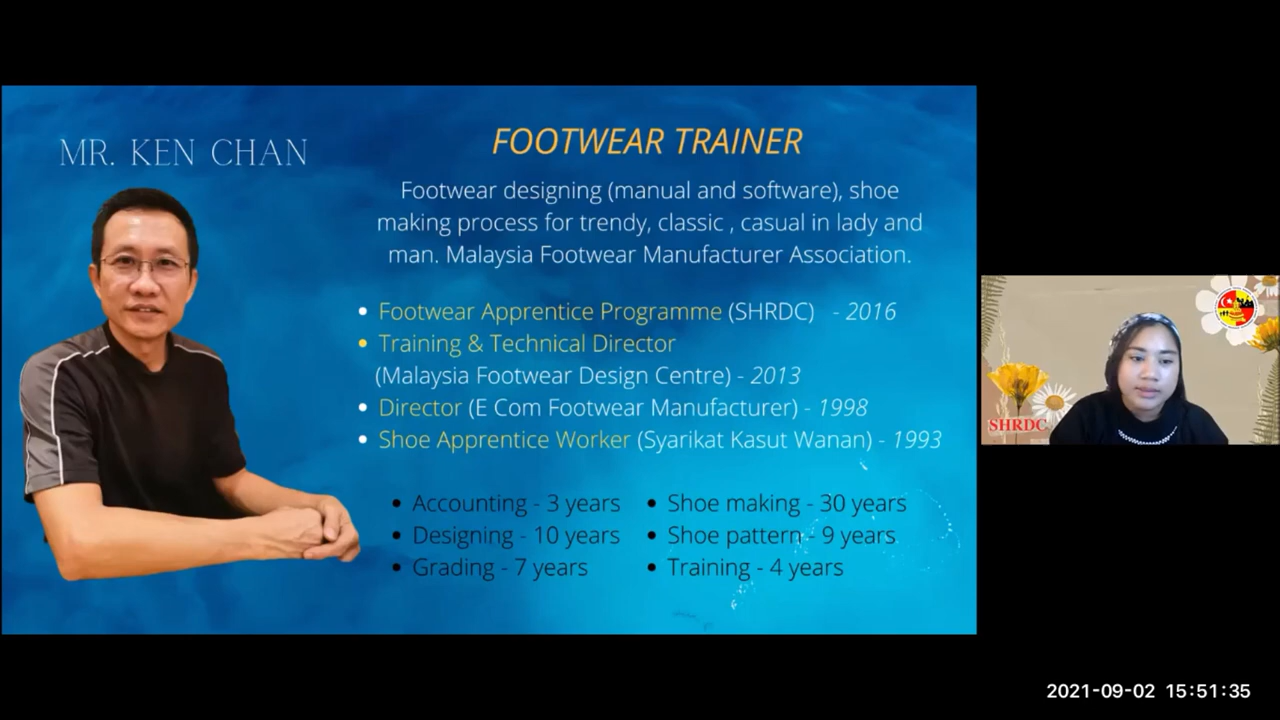 MR. KEN CHAN
FOOTWEAR TRAINER
Footwear designing (manual and software), shoe
making process for trendy, classic , casual in lady and
man. Malaysia Footwear Manufacturer Association.
Footwear Apprentice Programme (SHRDC) - 2016
Training & Technical Director
(Malaysia Footwear Design Centre) - 2013
Director (E Com Footwear Manufacturer) - 1998
Shoe Apprentice Worker (Syarikat Kasut Wanan) - 1993
Accounting - 3 years
Designing - 10 years
Grading - 7 years
Shoe making - 30 years
Shoe pattern - 9 years
Training - 4 years
SHRDC
2021-09-02 15:51:35